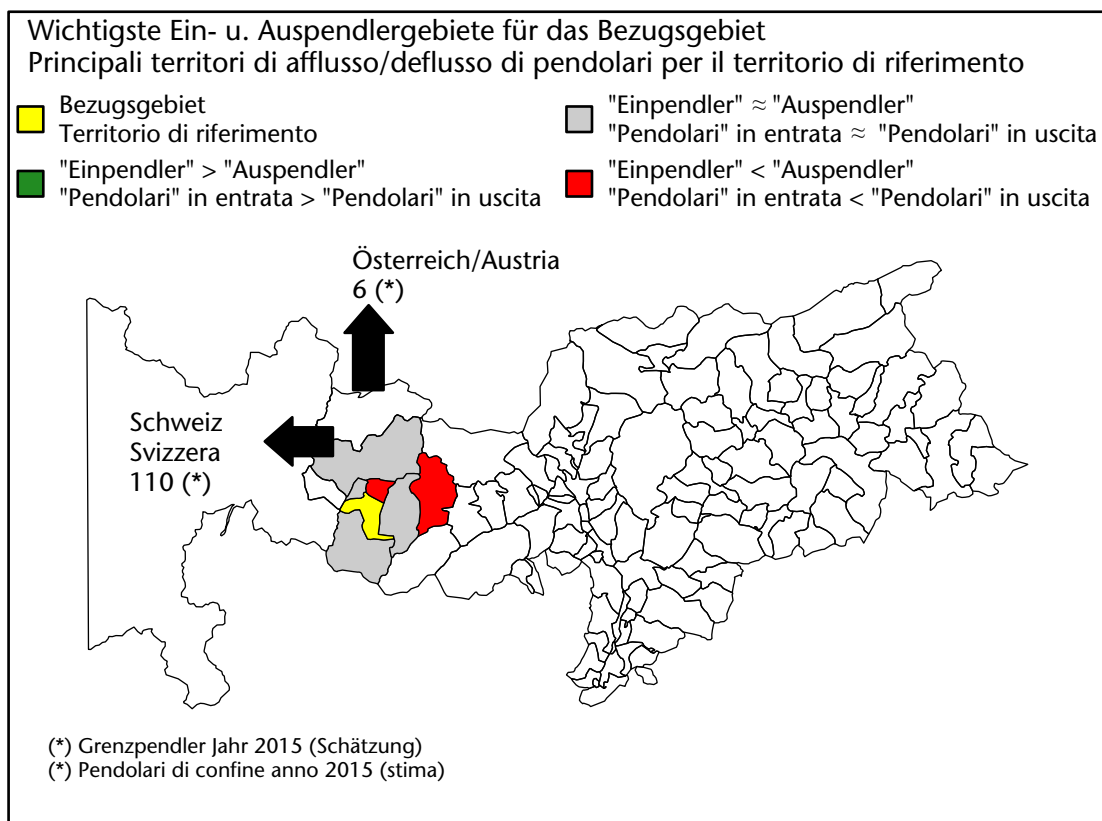 Wichtigste Ein- u. Auspendlergebiete für das Bezugsgebiet
Principali territori di afflusso/deflusso di pendolari per il territorio di riferimento
Bezugsgebiet
Territorio di riferimento
"Einpendler" > "Auspendler"
"Pendolari" in entrata > "Pendolari" in uscita
"Einpendler" ≈ "Auspendler"
"Pendolari" in entrata ≈ "Pendolari" in uscita
"Einpendler" < "Auspendler"
"Pendolari" in entrata < "Pendolari" in uscita
Österreich/Austria
6 (*)
Schweiz
Svizzera
110 (*)
(*) Grenzpendler Jahr 2015 (Schätzung)
(*) Pendolari di confine anno 2015 (stima)